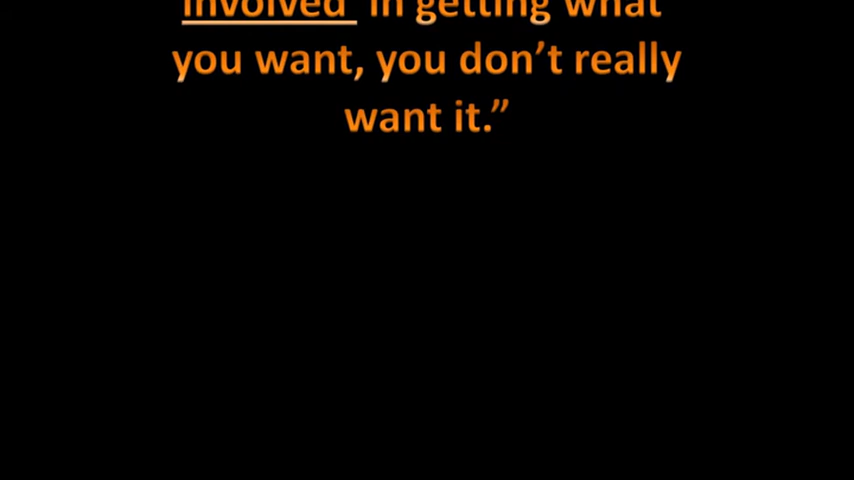 involved in getting what
you want, you don’t really
want it.”